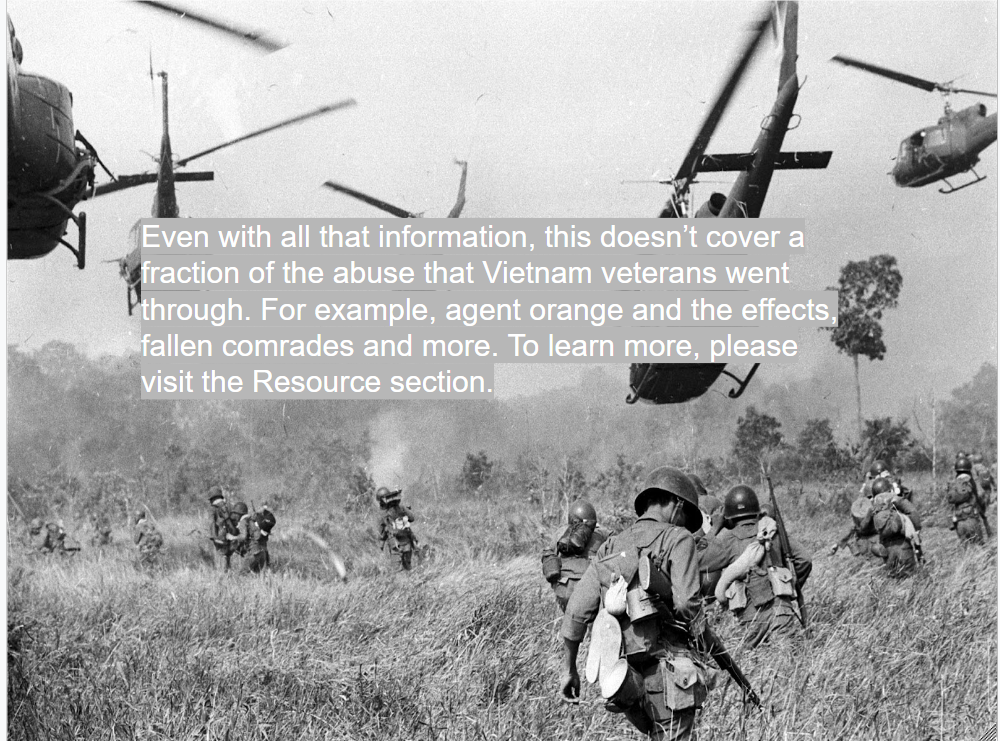 Even with all that information, this doesn’t cover a
fraction of the abuse that Vietnam veterans went
through. For example, agent orange and the effects,
fallen comrades and more. To learn more, please
visit the Resource section.